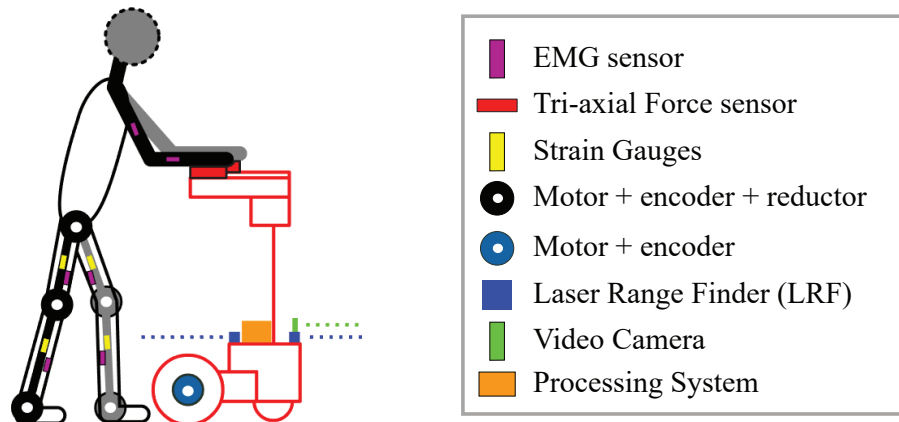 EMG sensor
Tri-axial Force sensor
Strain Gauges
Motor + encoder + reductor
Motor + encoder
Laser Range Finder (LRF)
Video Camera
Processing System